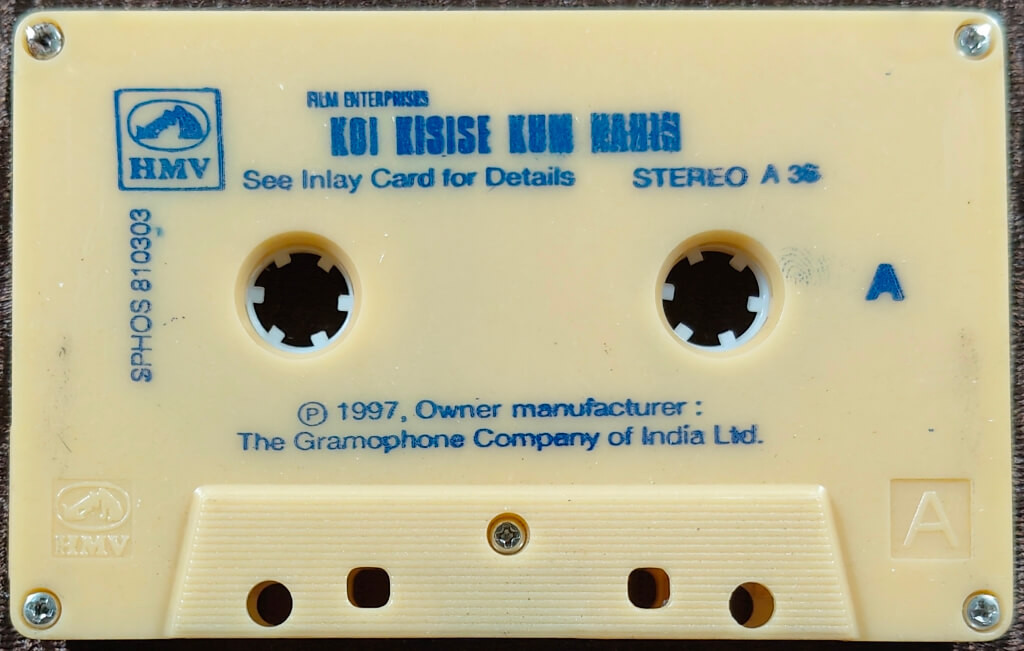 FILM ENTERPRISES
KOI KISISE KUM NAHIN
HMV
See Inlay Card for Details STEREO A 36
SPHOS 810303
A
Ⓟ 1997, Owner manufacturer :
The Gramophone Company of India Ltd.
HMV
A